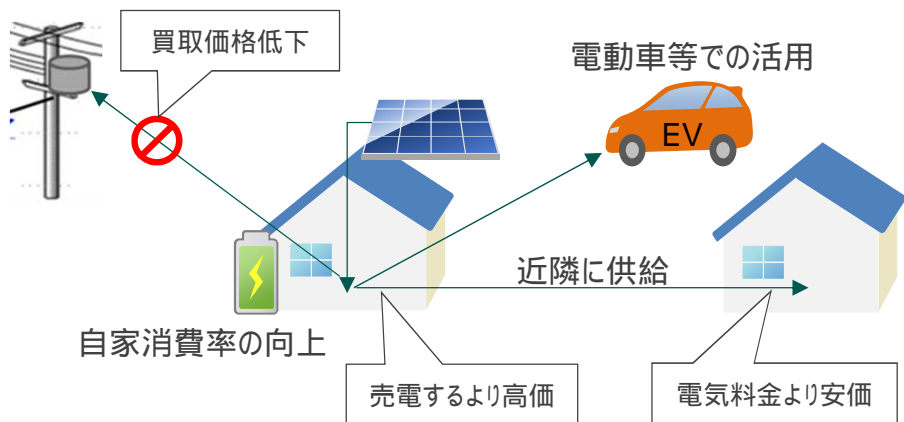 買取価格低下
電動車等での活用
EV
近隣に供給
自家消費率の向上
売電するより高価
電気料金より安価